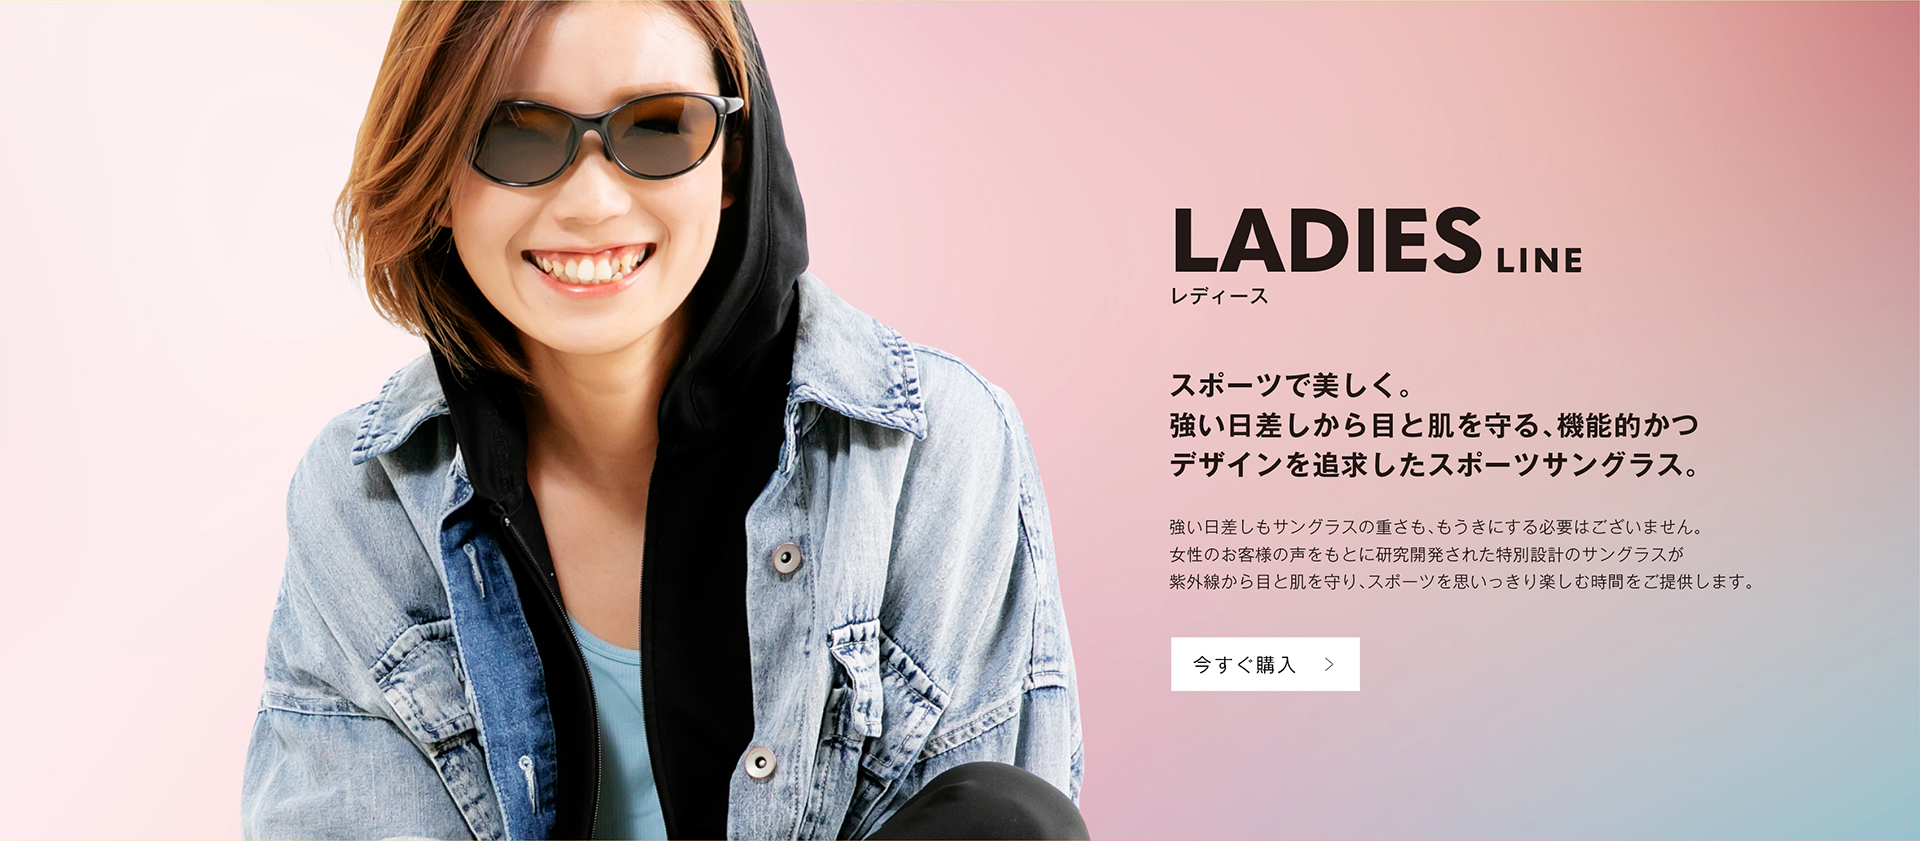 LADIES LINE
レディース
スポーツで美しく。
強い日差しから目と肌を守る、機能的かつ
デザインを追求したスポーツサングラス。
強い日差しもサングラスの重さも、もうきにする必要はございません。
女性のお客様の声をもとに研究開発された特別設計のサングラスが
紫外線から目と肌を守り、スポーツを思いっきり楽しむ時間をご提供します。
今すぐ購入 >